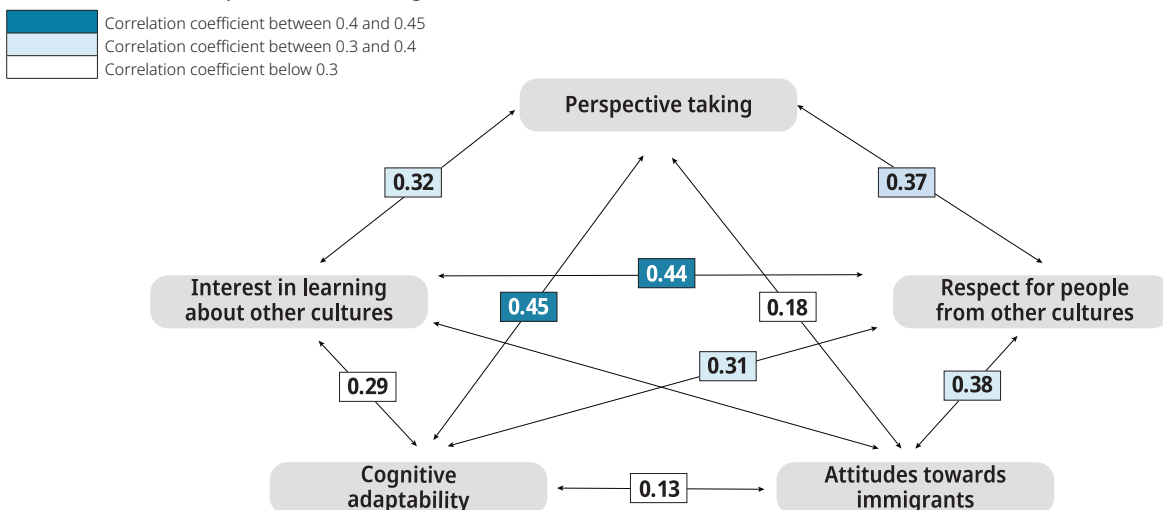 Correlation coefficient between 0.4 and 0.45
Correlation coefficient between 0.3 and 0.4
Correlation coefficient below 0.3
Perspective taking
0.32
0.37
0.44
Interest in learning
about other cultures
Respect for people
from other cultures
0.45
0.18
0.31
0.29
0.38
Cognitive
adaptability
0.13
Attitudes towards
immigrants